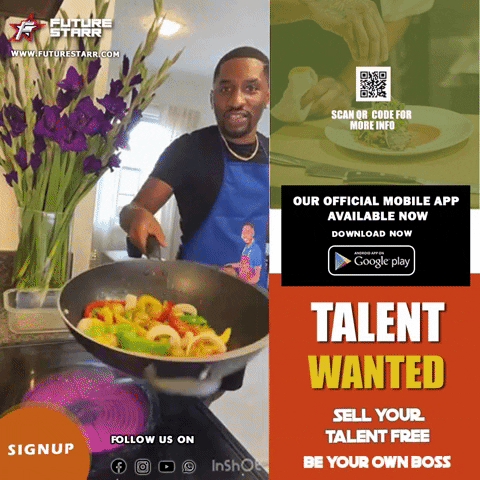 FUTURE
STARR
WWW.FUTURESTARR.COM
SCAN QR CODE FOR
MORE INFO
OUR OFFICIAL MOBILE APP
AVAILABLE NOW
DOWNLOAD NOW
ANDROID APP ON
Google play
TALENT
WANTED
SELL YOUR
TALENT FREE
BE YOUR OWN BOSS
SIGNUP
FOLLOW US ON